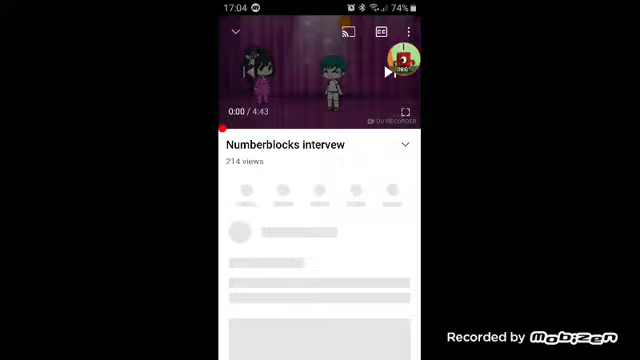 17:04
74%
CC
0:00 / 4:43
DU RECORDER
Numberblocks intervew
214 views
Recorded by Mobizen